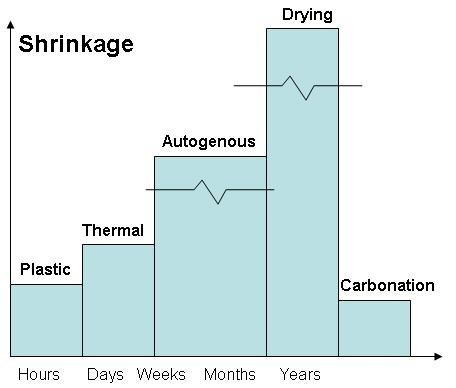 Drying
Shrinkage
Autogenous
Thermal
Plastic
Carbonation
Hours Days Weeks Months Years